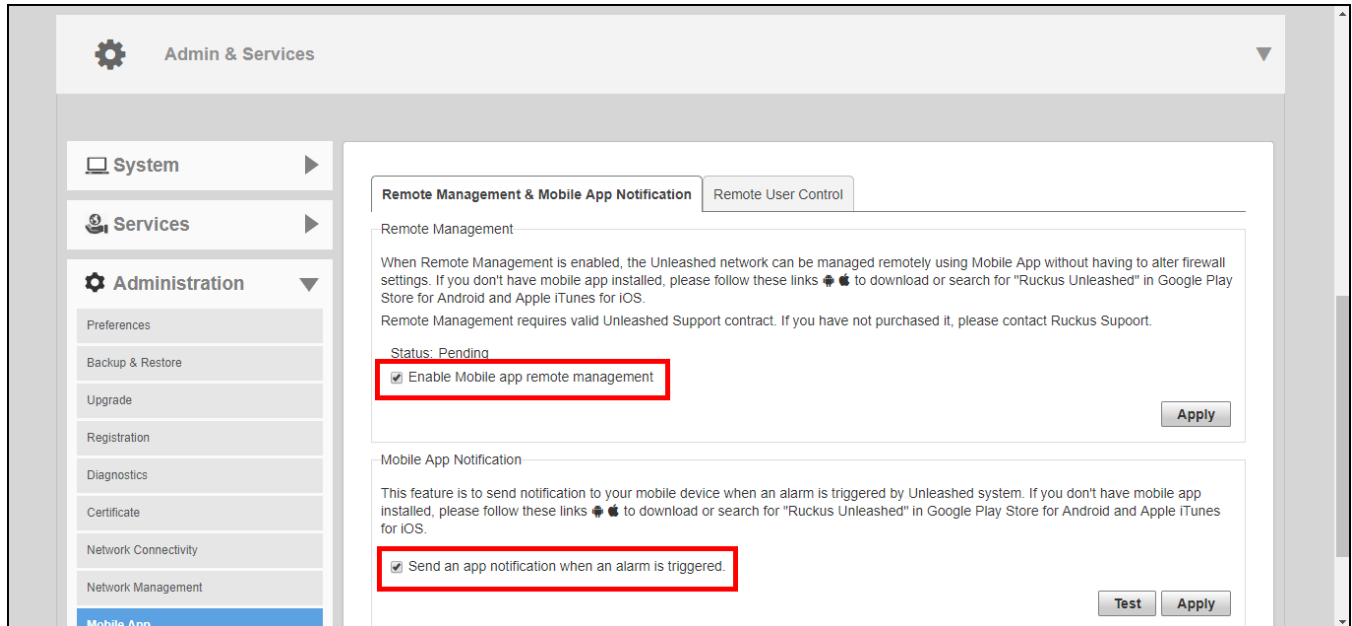 Admin & Services
System
Services
Administration
Preferences
Backup & Restore
Upgrade
Registration
Diagnostics
Certificate
Network Connectivity
Network Management
Mobile App
Remote Management & Mobile App Notification
Remote User Control
Remote Management
When Remote Management is enabled, the Unleashed network can be managed remotely using Mobile App without having to alter firewall
settings. If you don't have mobile app installed, please follow these links to download or search for "Ruckus Unleashed" in Google Play
Store for Android and Apple iTunes for iOS.
Remote Management requires valid Unleashed Support contract. If you have not purchased it, please contact Ruckus Supoort.
Status: Pending
Enable Mobile app remote management
Apply
Mobile App Notification
This feature is to send notification to your mobile device when an alarm is triggered by Unleashed system. If you don't have mobile app
installed, please follow these links to download or search for "Ruckus Unleashed" in Google Play Store for Android and Apple iTunes
for iOS.
Send an app notification when an alarm is triggered.
Test Apply